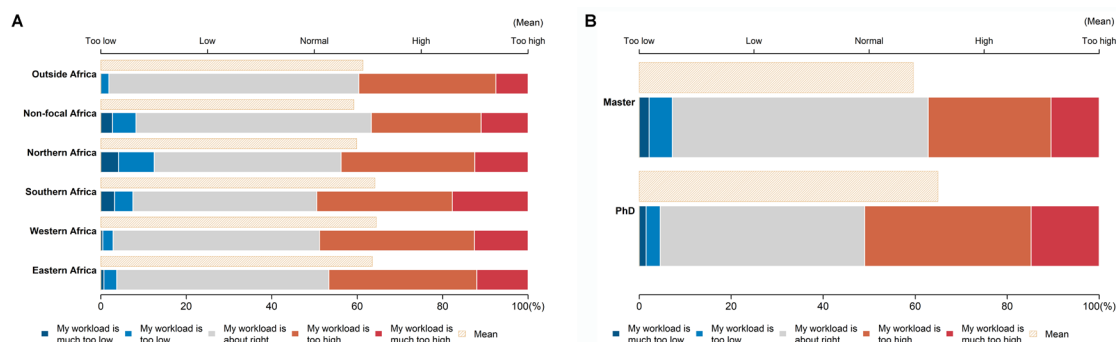 A
(Mean)
Too low
Low
Normal
High
Too high
Outside Africa
Non-focal Africa
Northern Africa
Southern Africa
Western Africa
Eastern Africa
0
20
40
60
80
100(%)
My workload is
much too low
My workload is
too low
My workload is
about right
My workload is
too high
My workload is
much too high
Mean
B
(Mean)
Too low
Low
Normal
High
Too high
Master
PhD
0
20
40
60
80
100(%)
My workload is
much too low
My workload is
too low
My workload is
about right
My workload is
too high
My workload is
much too high
Mean